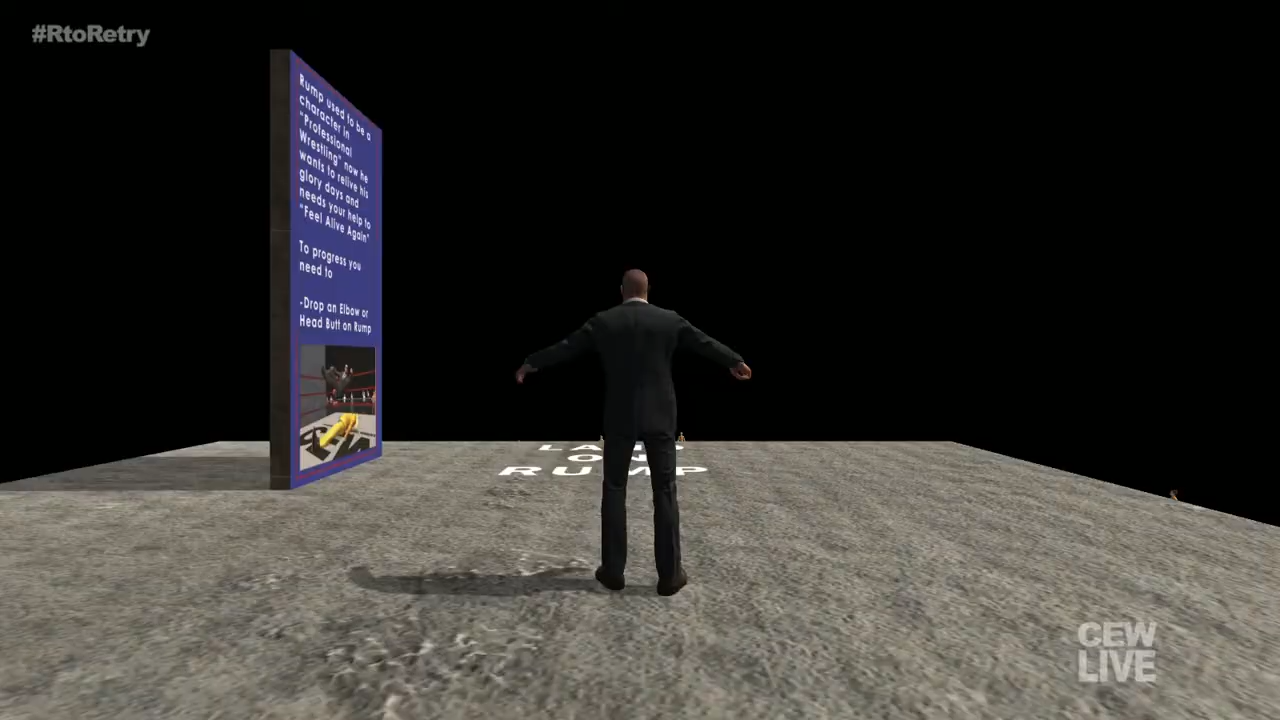 #RtoRetry
Rump used to be a
character in
"Professional
Wrestling" now he
wants to relive his
glory days and
needs your help to
"Feel Alive Again"
To progress you
need to
-Drop an Elbow or
Head Butt on Rump
LAND
ON
RUMP
CEW
LIVE